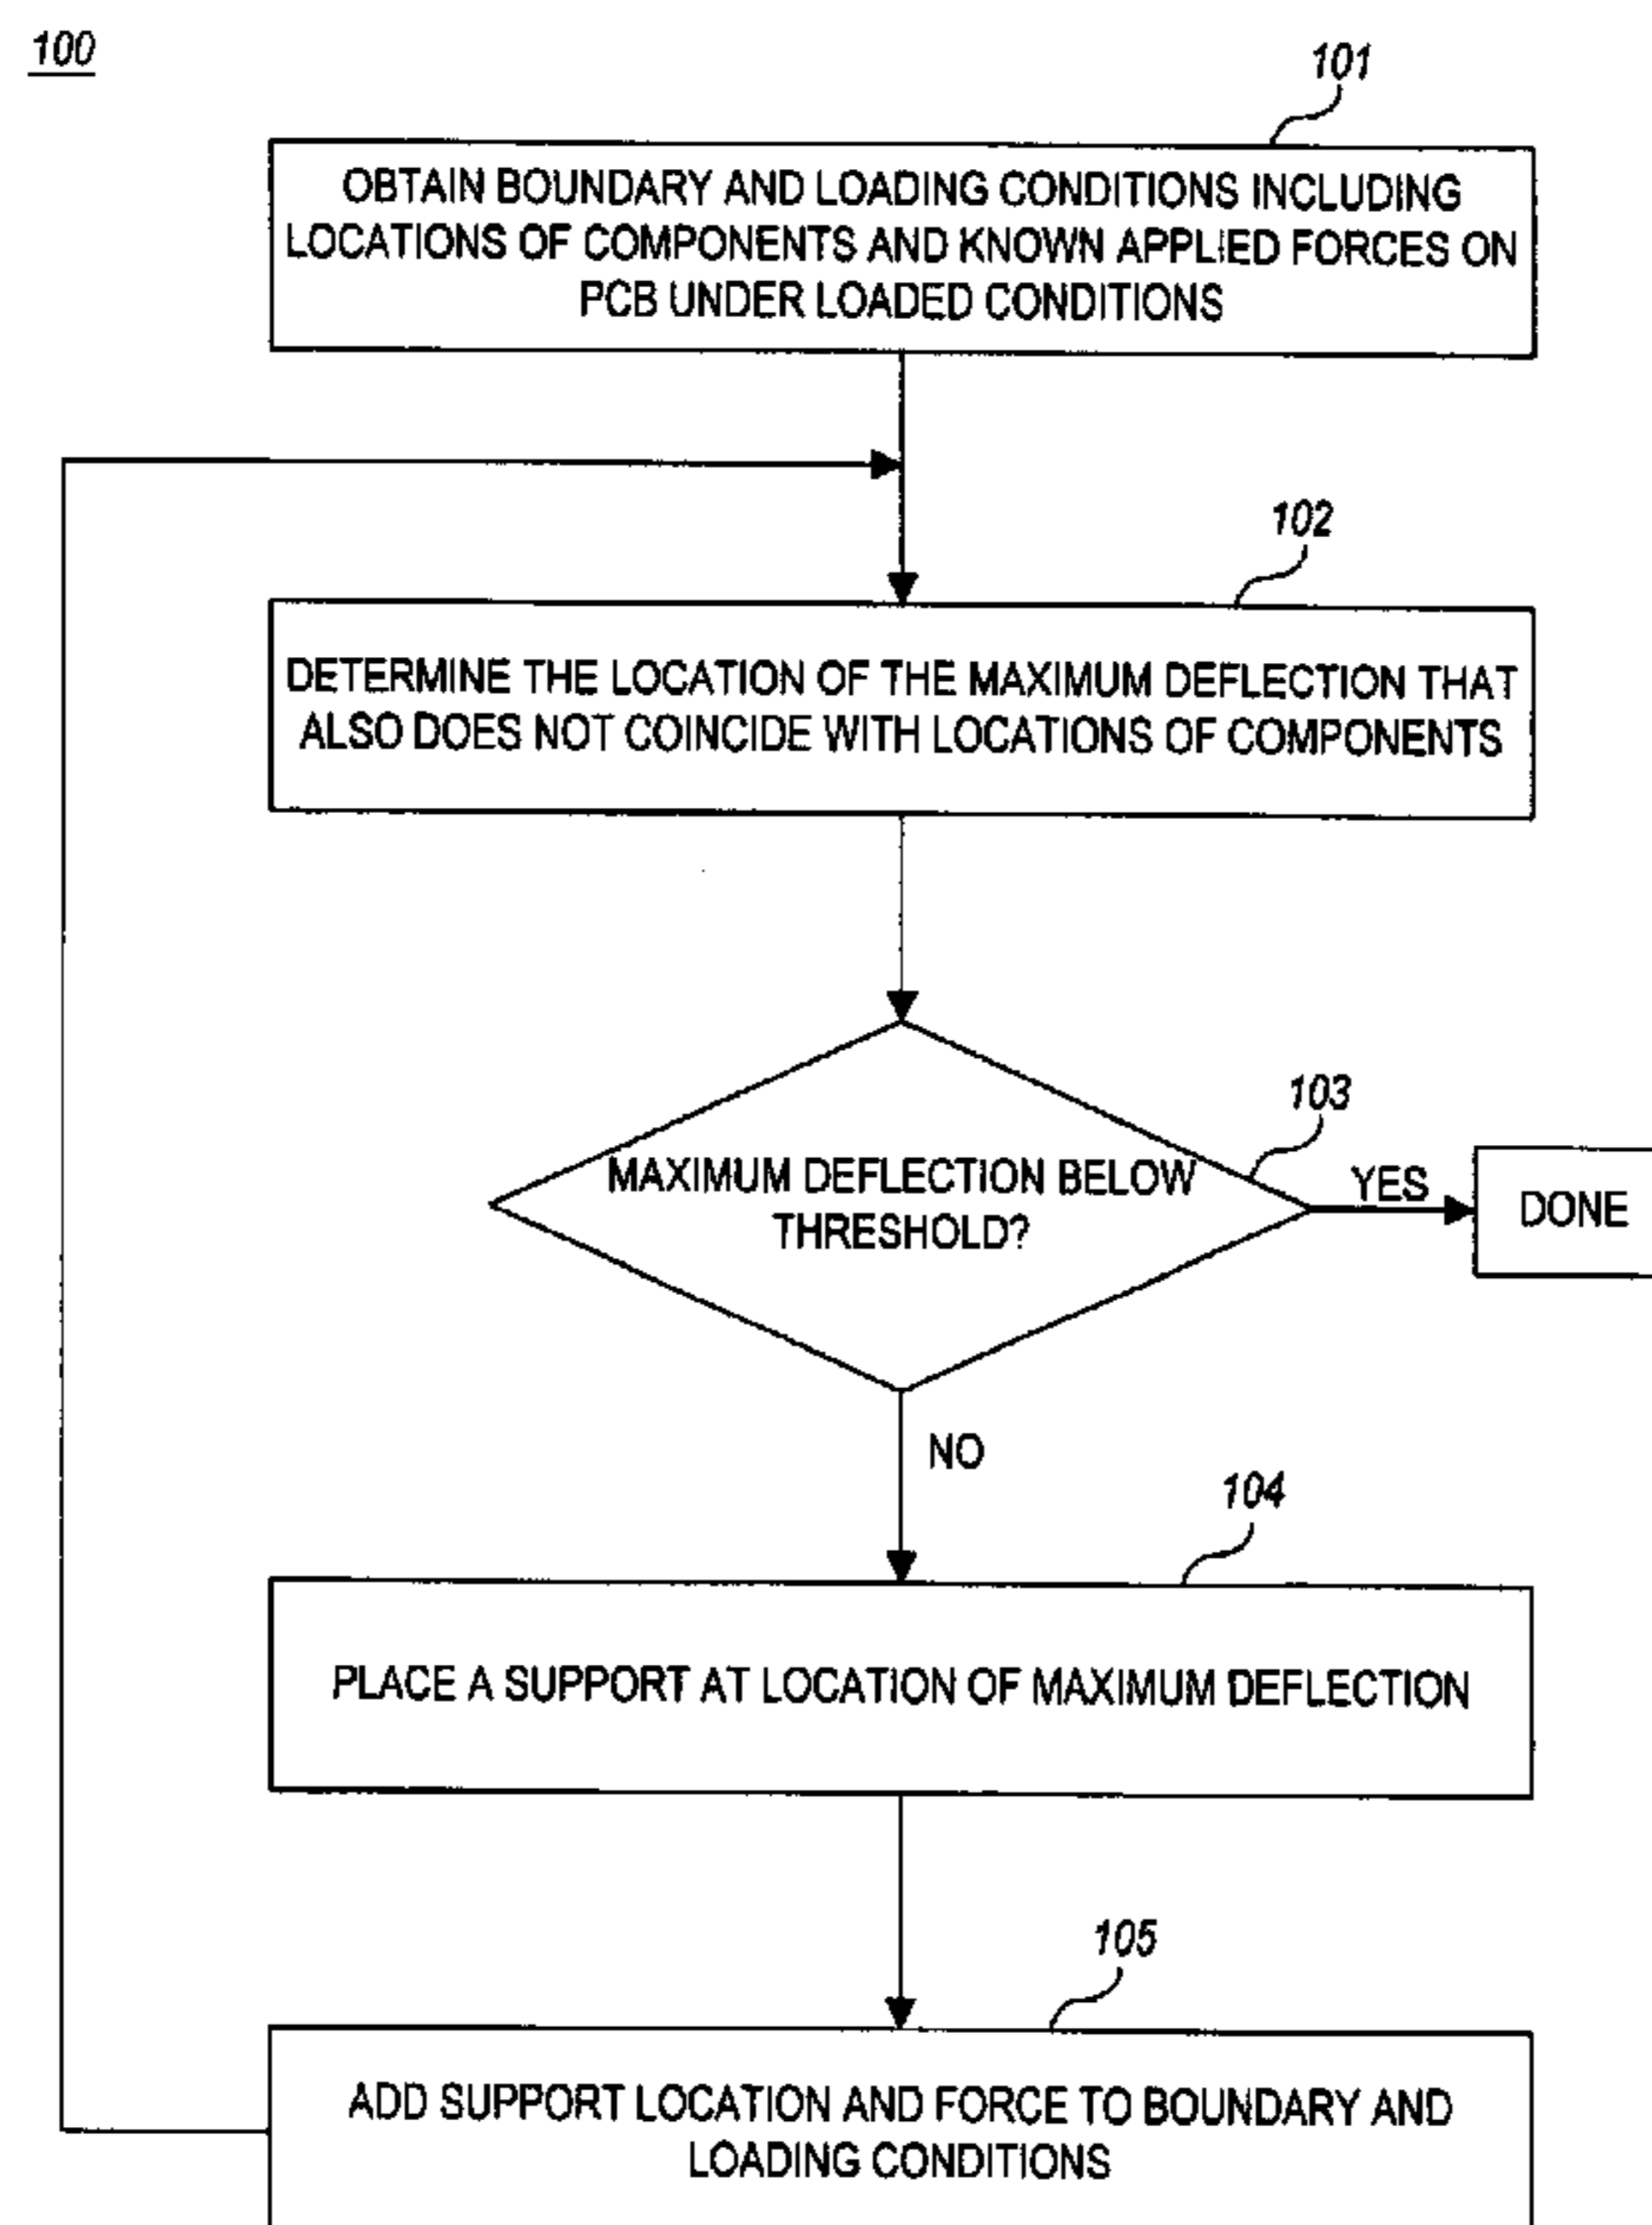 100
101
OBTAIN BOUNDARY AND LOADING CONDITIONS INCLUDING
LOCATIONS OF COMPONENTS AND KNOWN APPLIED FORCES ON
PCB UNDER LOADED CONDITIONS
102
DETERMINE THE LOCATION OF THE MAXIMUM DEFLECTION THAT
ALSO DOES NOT COINCIDE WITH LOCATIONS OF COMPONENTS
103
MAXIMUM DEFLECTION BELOW
THRESHOLD?
YES
DONE
NO
104
PLACE A SUPPORT AT LOCATION OF MAXIMUM DEFLECTION
105
ADD SUPPORT LOCATION AND FORCE TO BOUNDARY AND
LOADING CONDITIONS